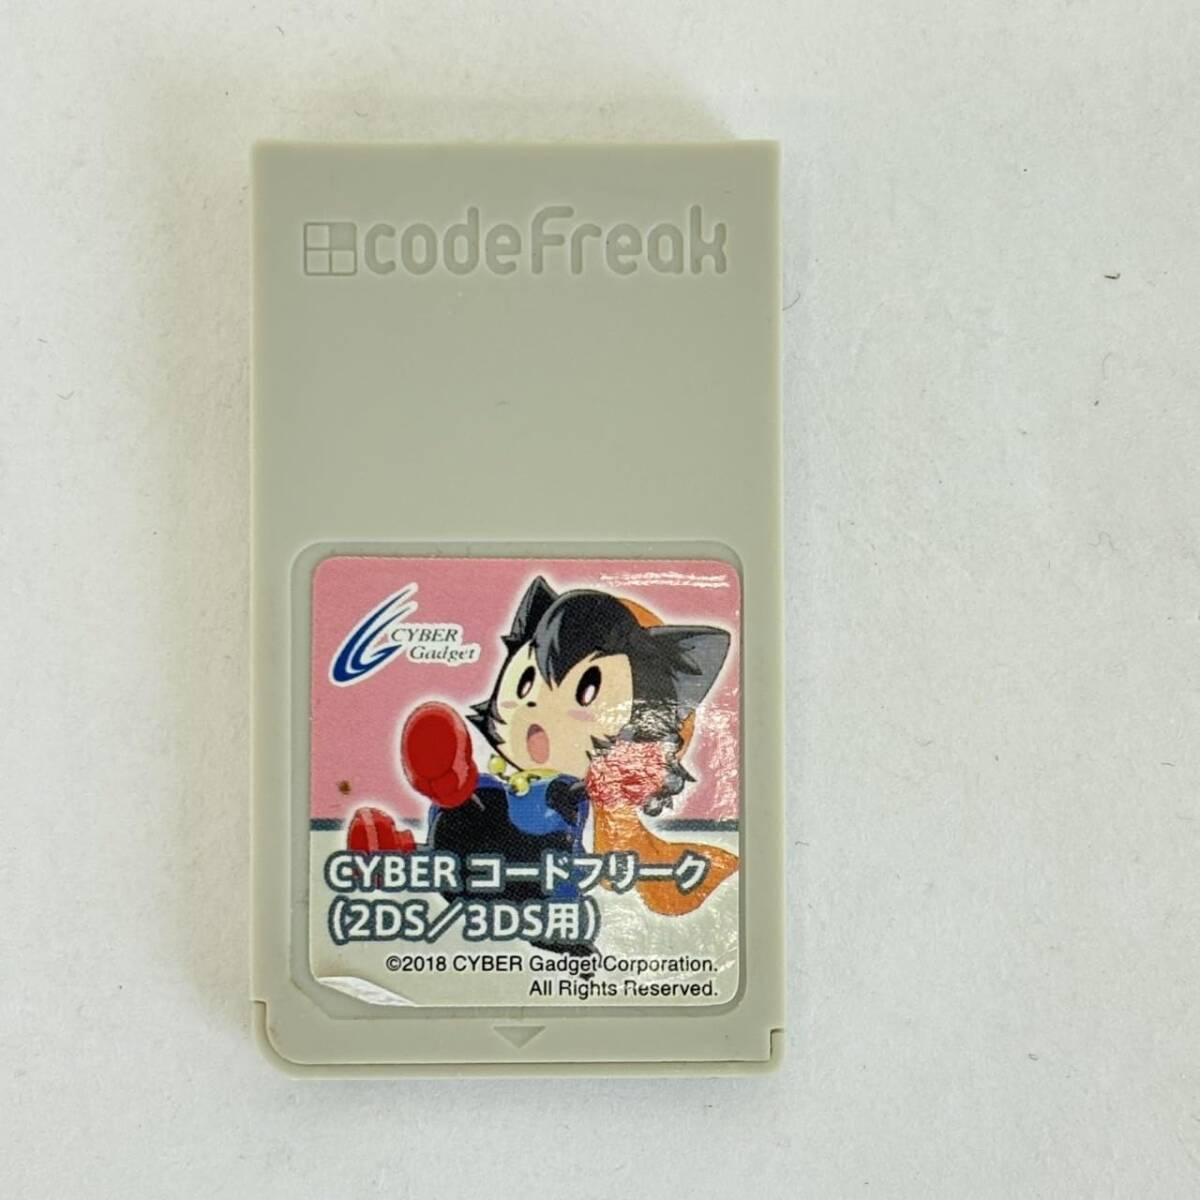 codeFreak
CYBER
Gadget
CYBER コードフリーク
(2DS／3DS用)
©2018 CYBER Gadget Corporation.
All Rights Reserved.